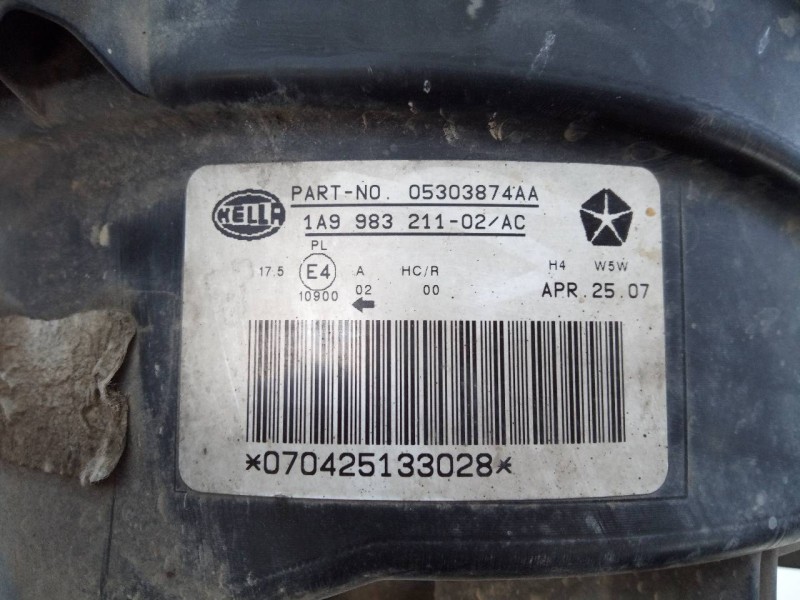 HELLA
PART-NO. 05303874AA
1A9 983 211-02/AC
PL
17.5 E4 A HC/R H4 W5W
10900 02 00 APR.25.07
*070425133028*